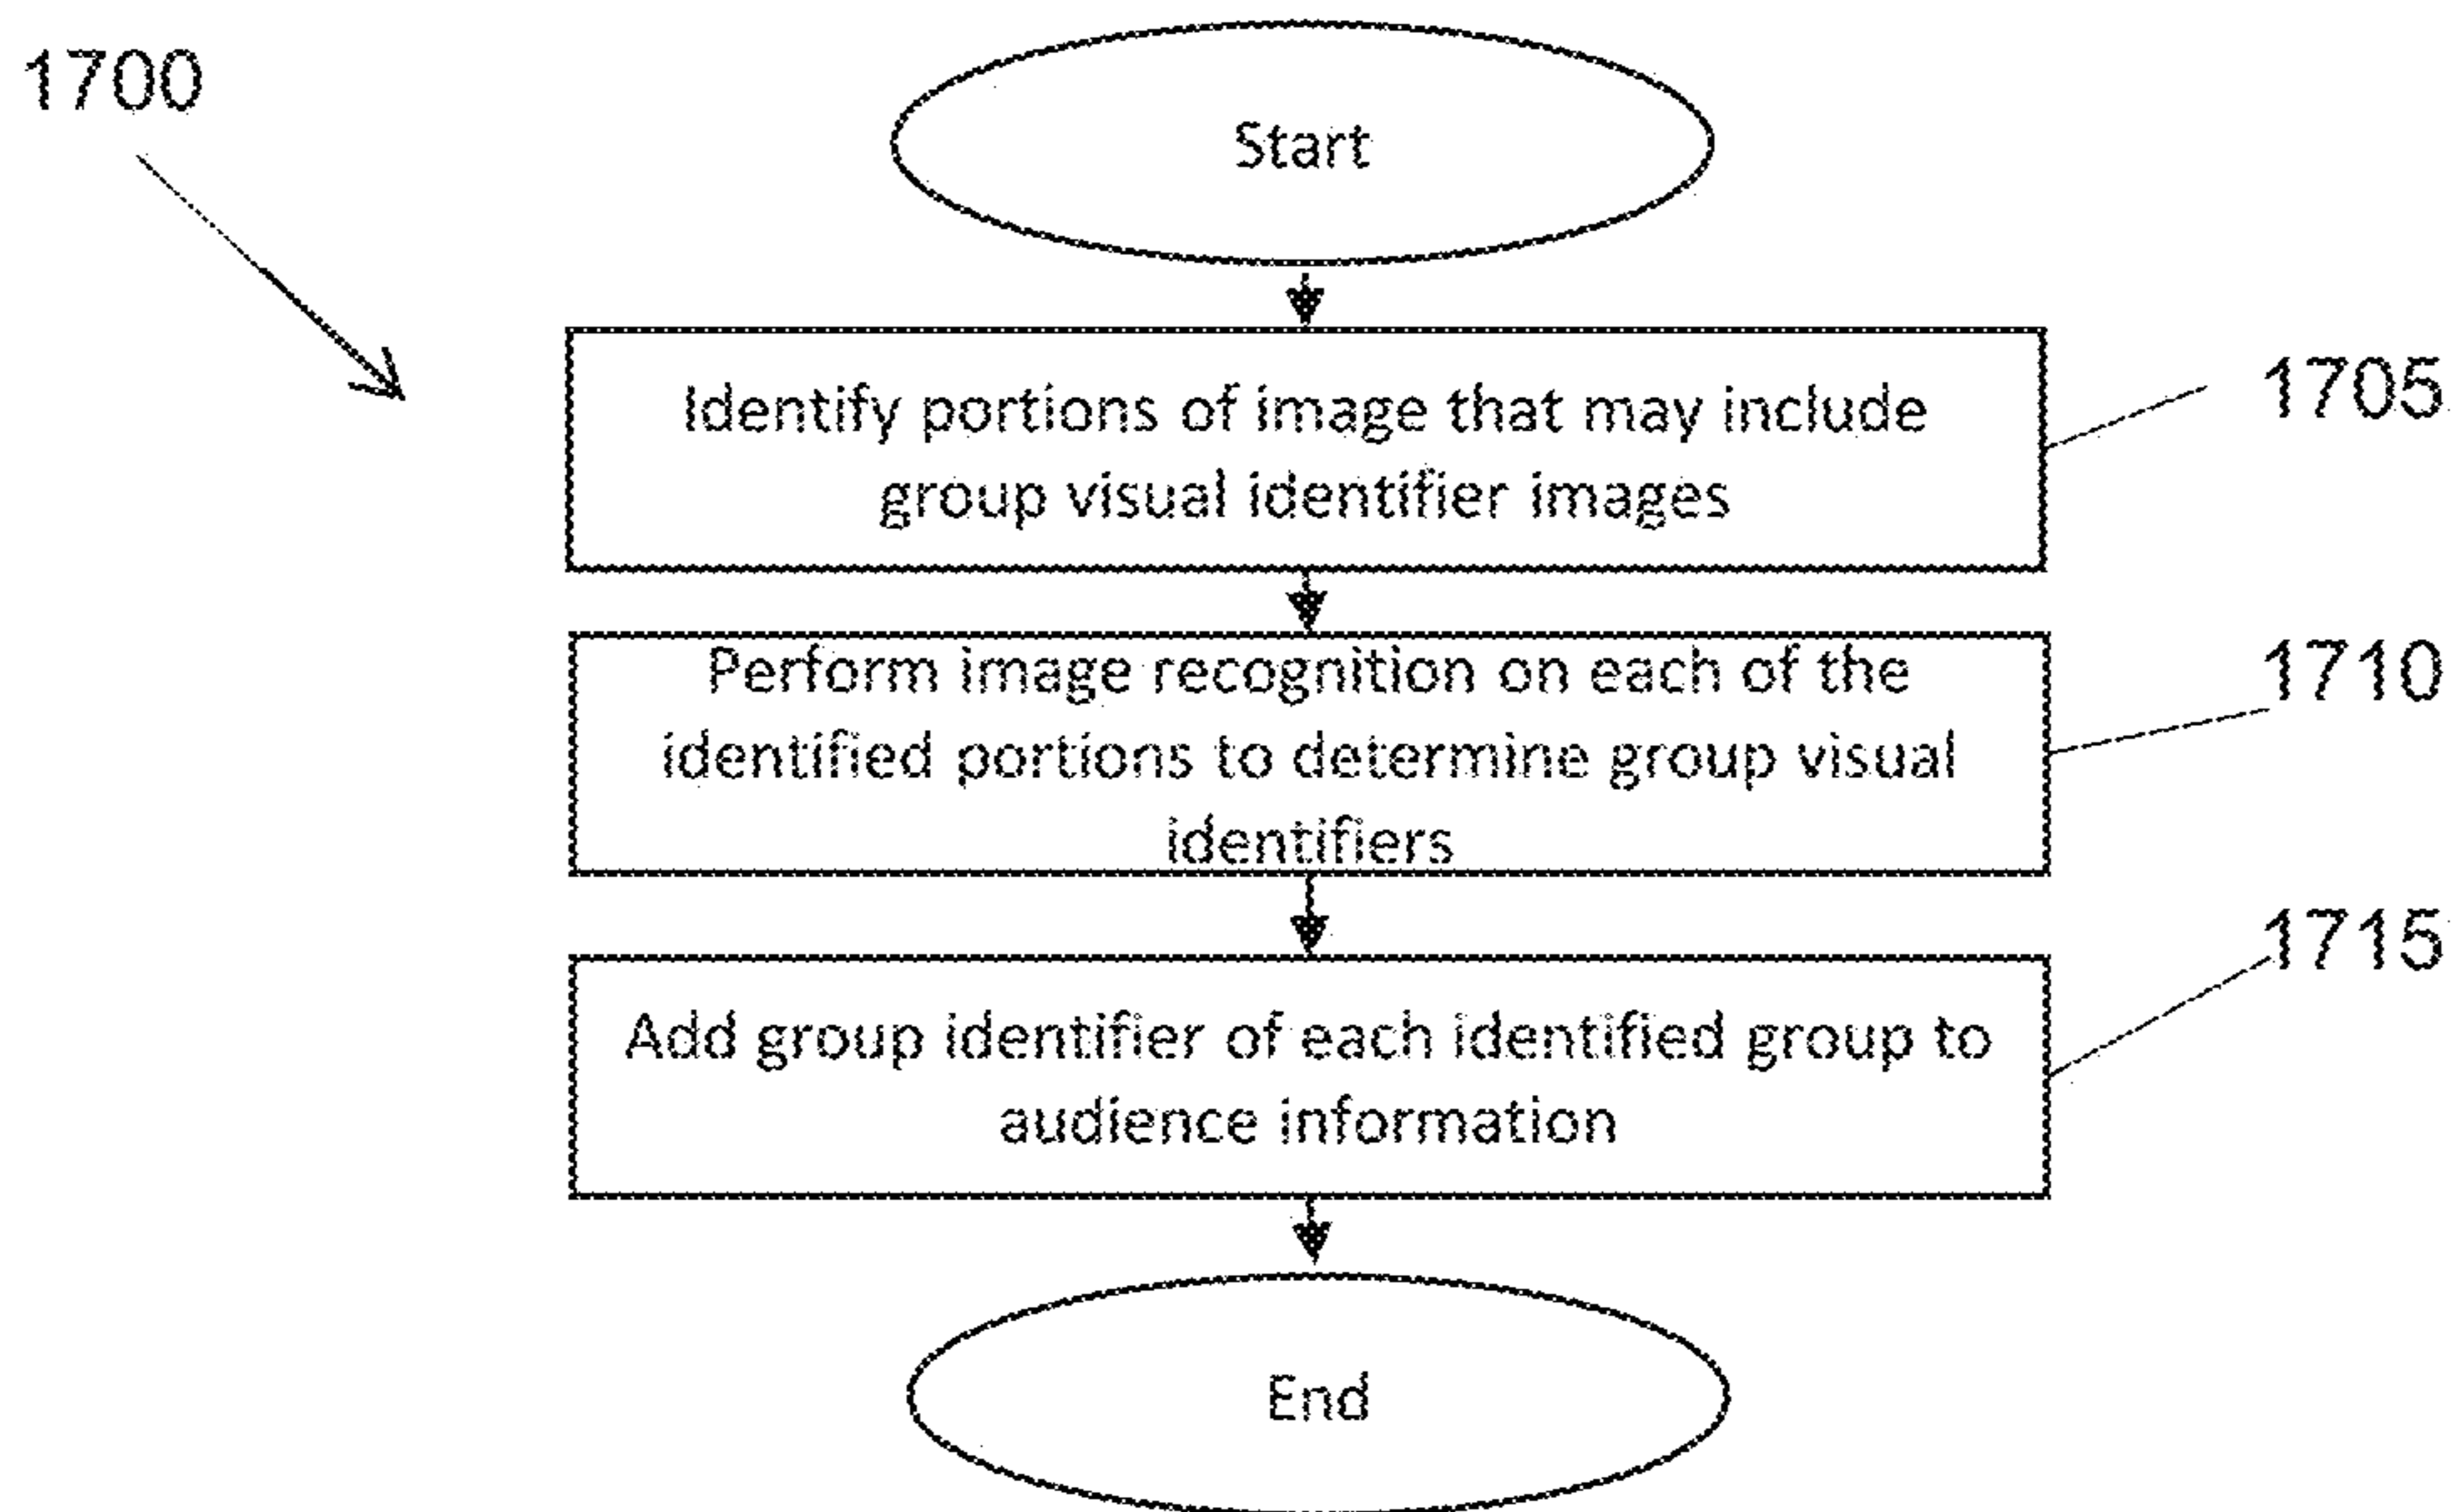 1700
Start
Identify portions of image that may include
group visual identifier images
1705
Perform image recognition on each of the
identified portions to determine group visual
identifiers
1710
Add group identifier of each identified group to
audience information
1715
End